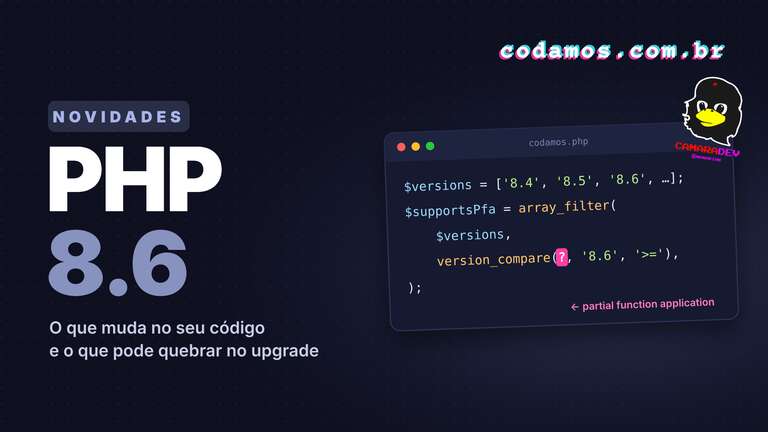 codamos.com.br
NOVIDADES
PHP
8.6
O que muda no seu código
e o que pode quebrar no upgrade
CAMARADEV
codamos.php
$versions = ['8.4', '8.5', '8.6', …];
$supportsPfa = array_filter(
$versions,
version_compare(?, '8.6', '>='),
);
← partial function application